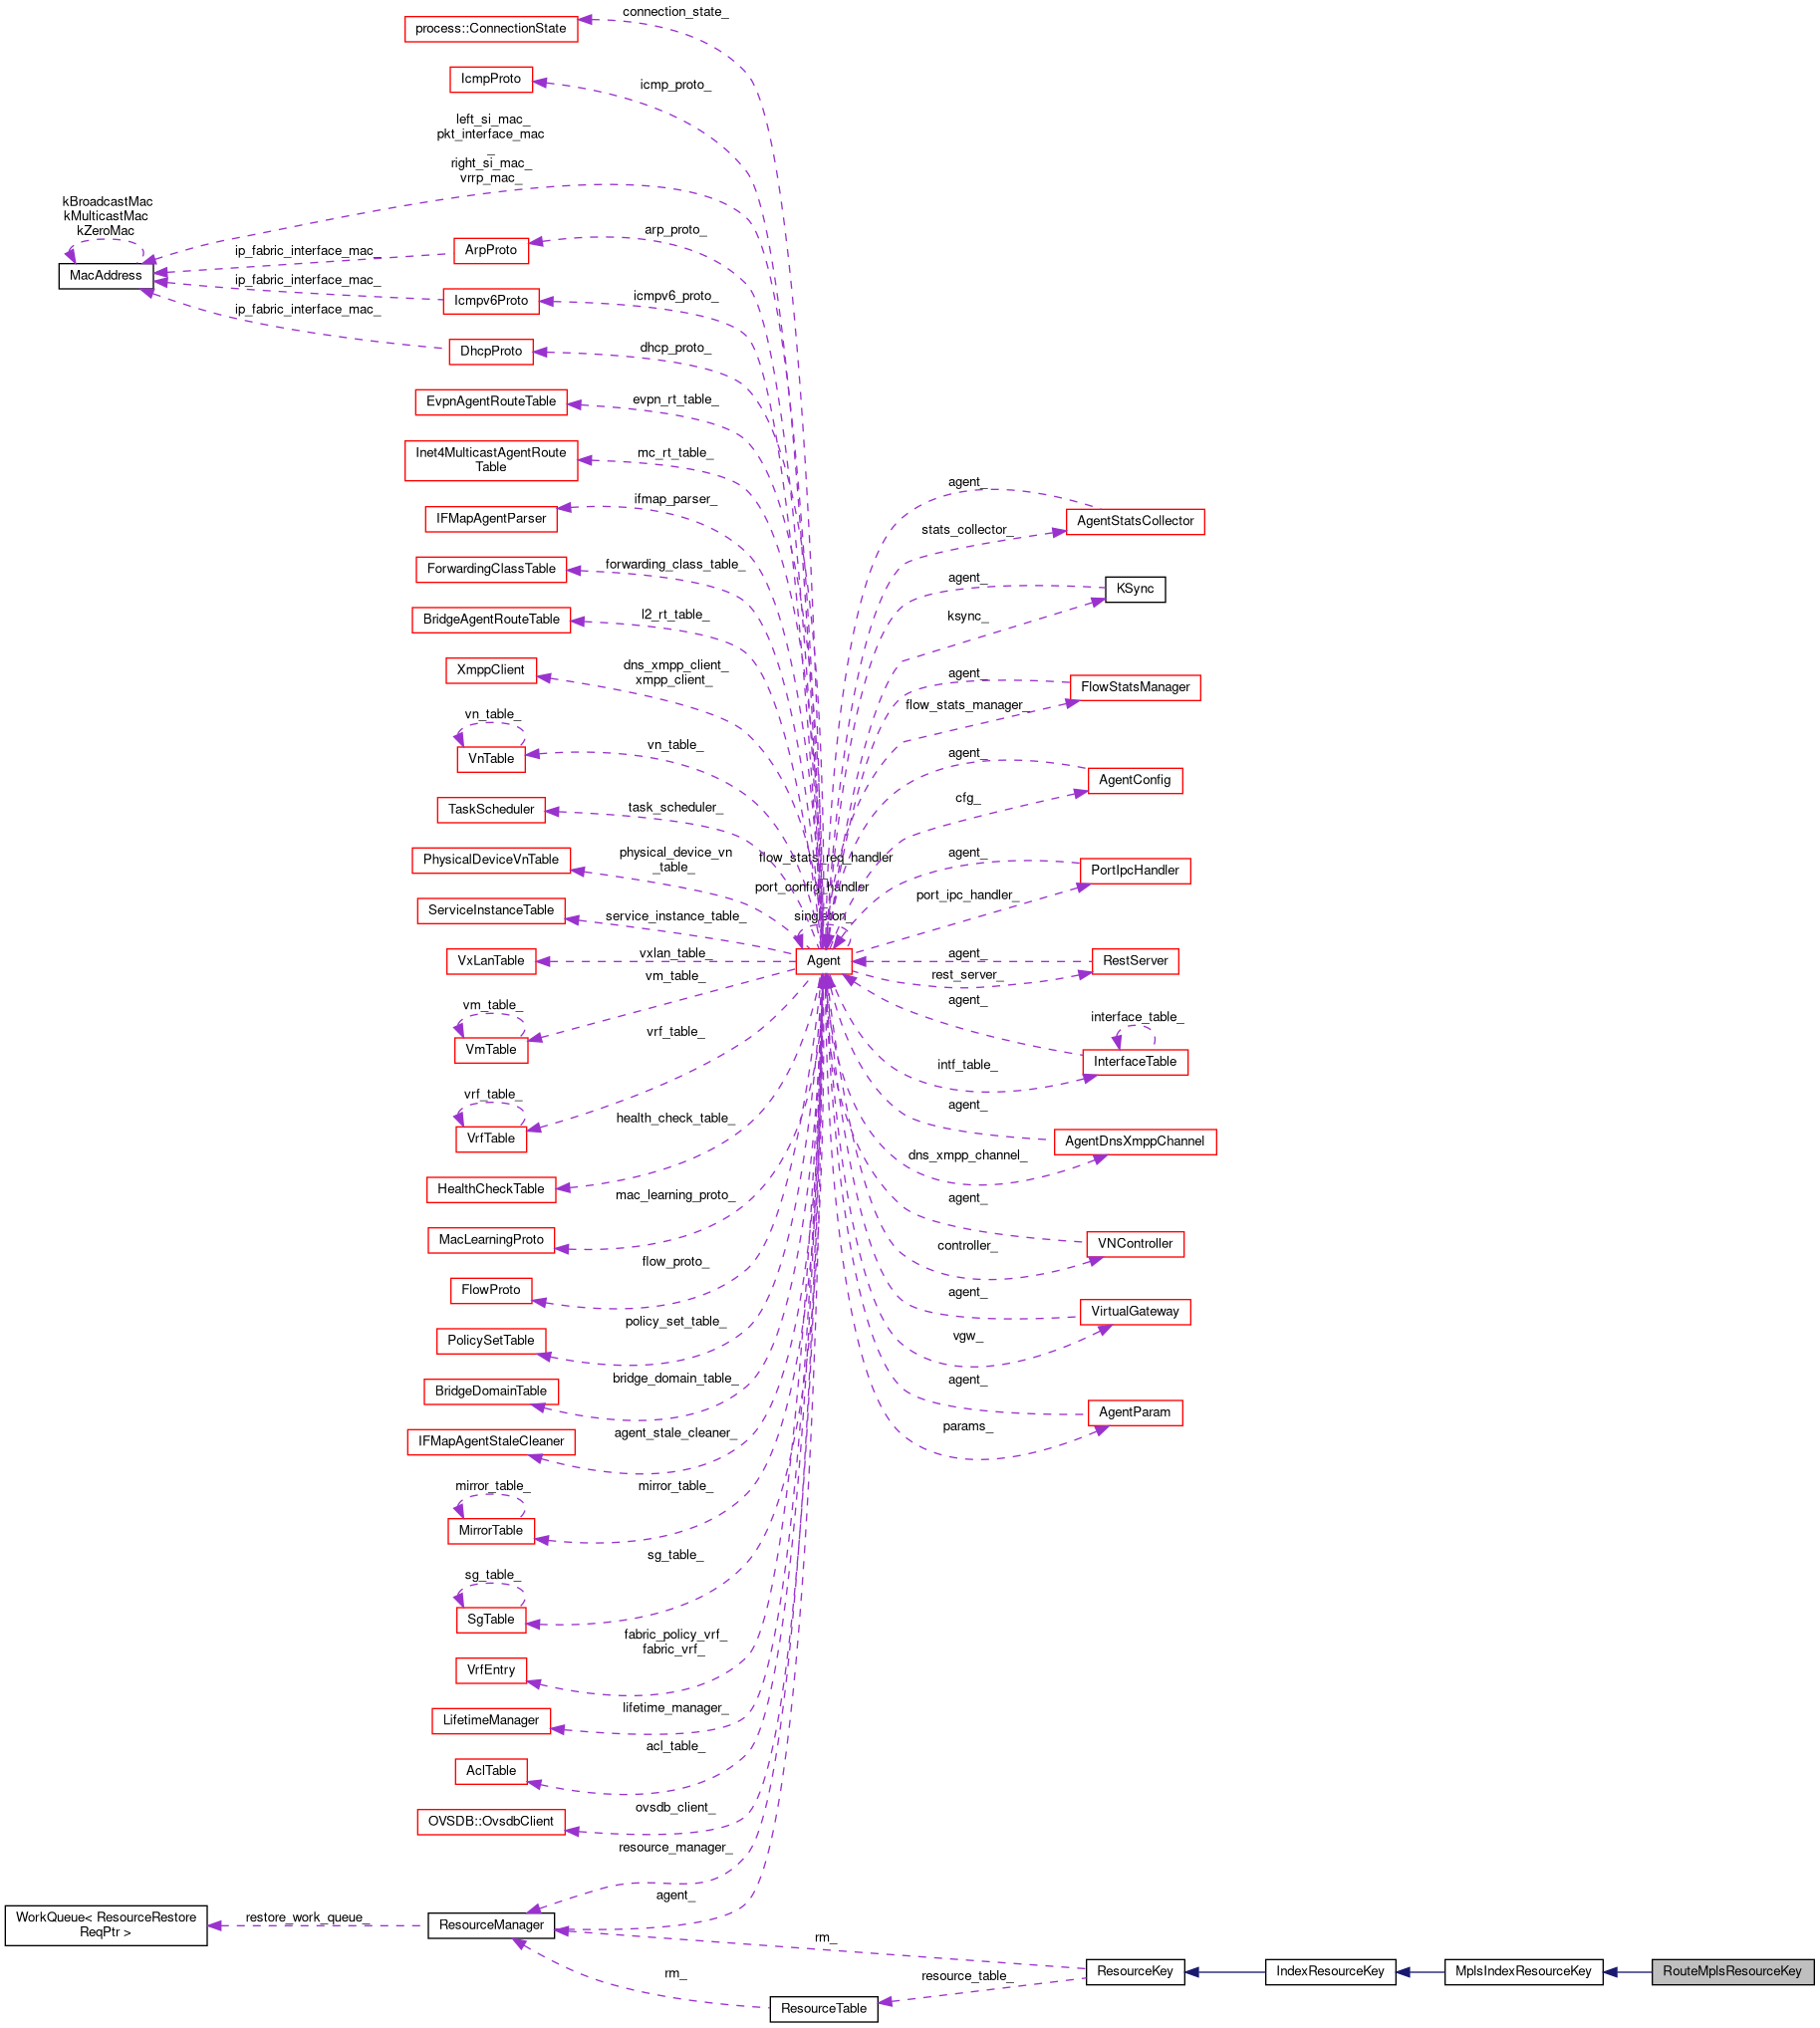 connection_state_
process::ConnectionState
IcmpProto
icmp_proto_
left_si_mac_
pkt_interface_mac
_
right_si_mac_
vrrp_mac_
kBroadcastMac
kMulticastMac
kZeroMac
MacAddress
ip_fabric_interface_mac_
ArpProto
arp_proto_
ip_fabric_interface_mac_
Icmpv6Proto
icmpv6_proto_
ip_fabric_interface_mac_
DhcpProto
dhcp_proto_
EvpnAgentRouteTable
evpn_rt_table_
Inet4MulticastAgentRoute
Table
mc_rt_table_
IFMapAgentParser
ifmap_parser_
ForwardingClassTable
forwarding_class_table_
BridgeAgentRouteTable
l2_rt_table_
XmppClient
dns_xmpp_client_
xmpp_client_
vn_table_
VnTable
vn_table_
TaskScheduler
task_scheduler_
PhysicalDeviceVnTable
physical_device_vn
_table_
ServiceInstanceTable
service_instance_table_
VxLanTable
vxlan_table_
vm_table_
vm_table_
VmTable
vrf_table_
vrf_table_
VrfTable
health_check_table_
HealthCheckTable
mac_learning_proto_
MacLearningProto
flow_proto_
FlowProto
policy_set_table_
PolicySetTable
bridge_domain_table_
BridgeDomainTable
agent_stale_cleaner_
IFMapAgentStaleCleaner
mirror_table_
mirror_table_
MirrorTable
sg_table_
sg_table_
SgTable
fabric_policy_vrf_
fabric_vrf_
VrfEntry
lifetime_manager_
LifetimeManager
acl_table_
AclTable
ovsdb_client_
OVSDB::OvsdbClient
resource_manager_
agent_
WorkQueue< ResourceRestore
ReqPtr >
restore_work_queue_
ResourceManager
rm_
rm_
ResourceTable
resource_table_
flow_stats_req_handler
port_config_handler
singleton_
Agent
agent_
AgentStatsCollector
stats_collector_
agent_
KSync
ksync_
agent_
FlowStatsManager
flow_stats_manager_
agent_
AgentConfig
cfg_
agent_
PortIpcHandler
port_ipc_handler_
agent_
RestServer
rest_server_
agent_
interface_table_
InterfaceTable
intf_table_
agent_
AgentDnsXmppChannel
dns_xmpp_channel_
agent_
VNController
controller_
agent_
VirtualGateway
vgw_
agent_
AgentParam
params_
ResourceKey
IndexResourceKey
MplsIndexResourceKey
RouteMplsResourceKey